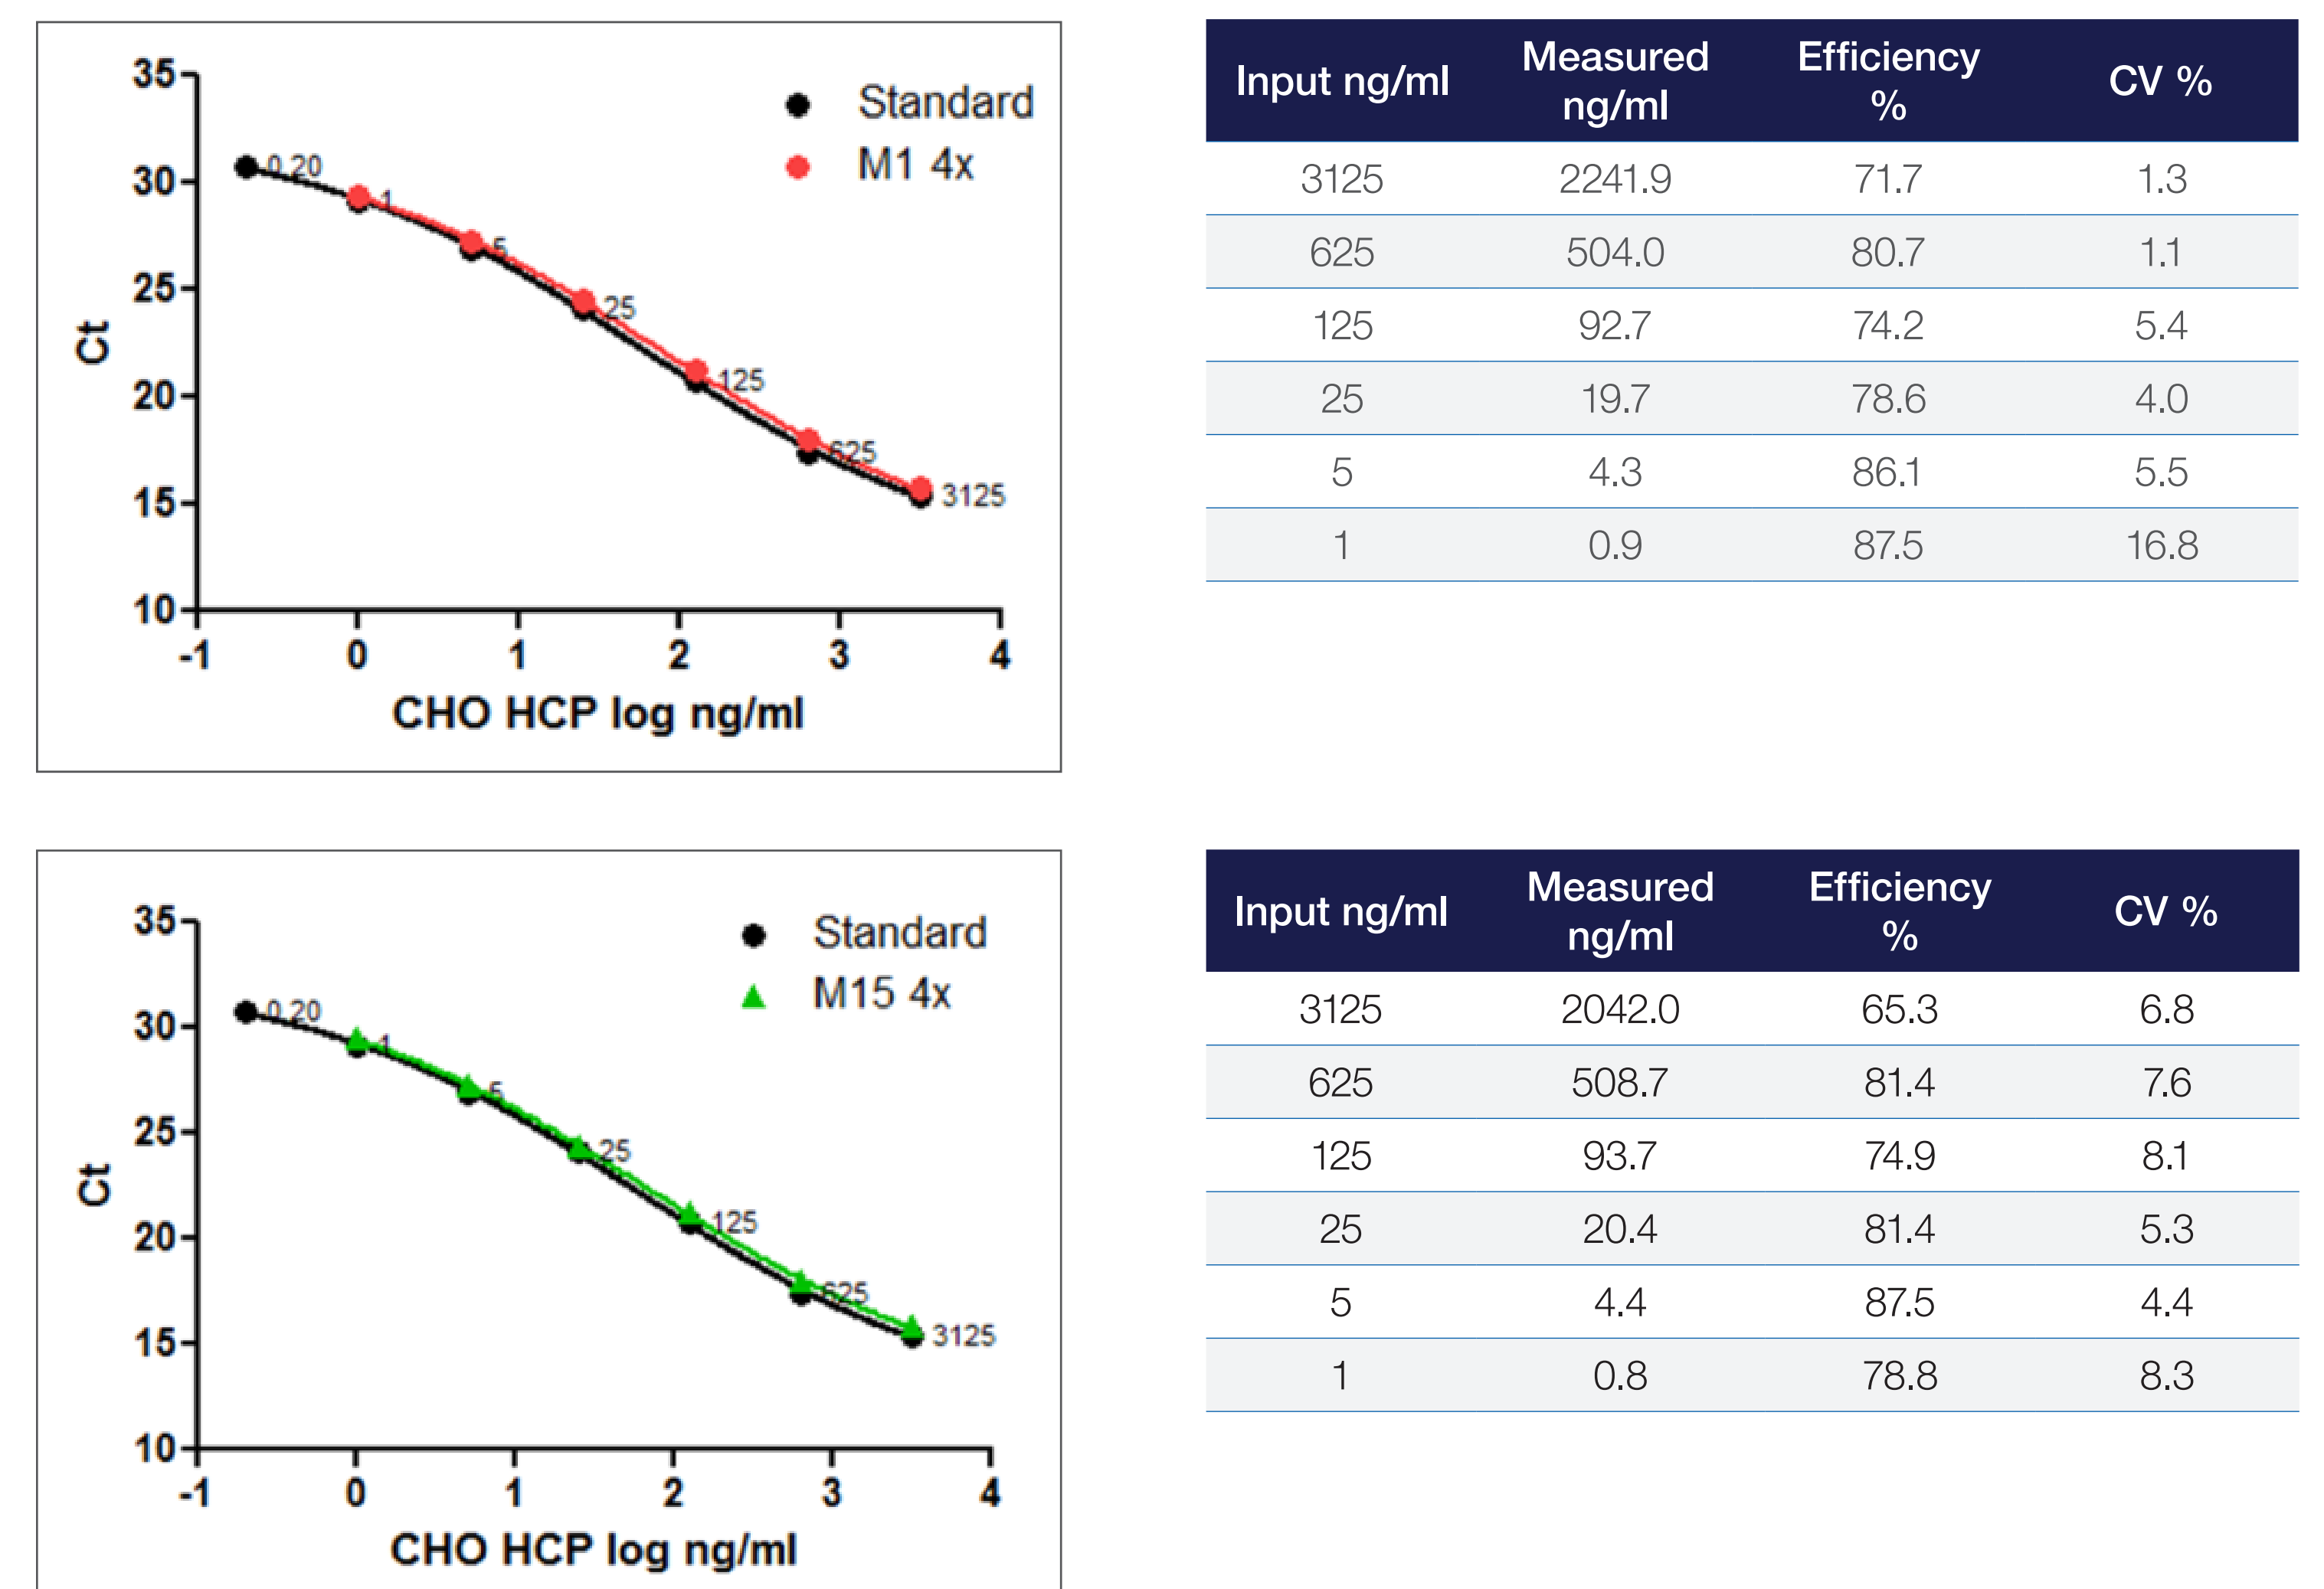 35
30
25
20
15
10
Ct
Standard
M1 4x
0.20
1
5
25
125
625
3125
-1 0 1 2 3 4
CHO HCP log ng/ml
Input ng/ml Measured ng/ml Efficiency % CV %
3125 2241.9 71.7 1.3
625 504.0 80.7 1.1
125 92.7 74.2 5.4
25 19.7 78.6 4.0
5 4.3 86.1 5.5
1 0.9 87.5 16.8
35
30
25
20
15
10
Ct
Standard
M15 4x
0.20
1
5
25
125
625
3125
-1 0 1 2 3 4
CHO HCP log ng/ml
Input ng/ml Measured ng/ml Efficiency % CV %
3125 2042.0 65.3 6.8
625 508.7 81.4 7.6
125 93.7 74.9 8.1
25 20.4 81.4 5.3
5 4.4 87.5 4.4
1 0.8 78.8 8.3